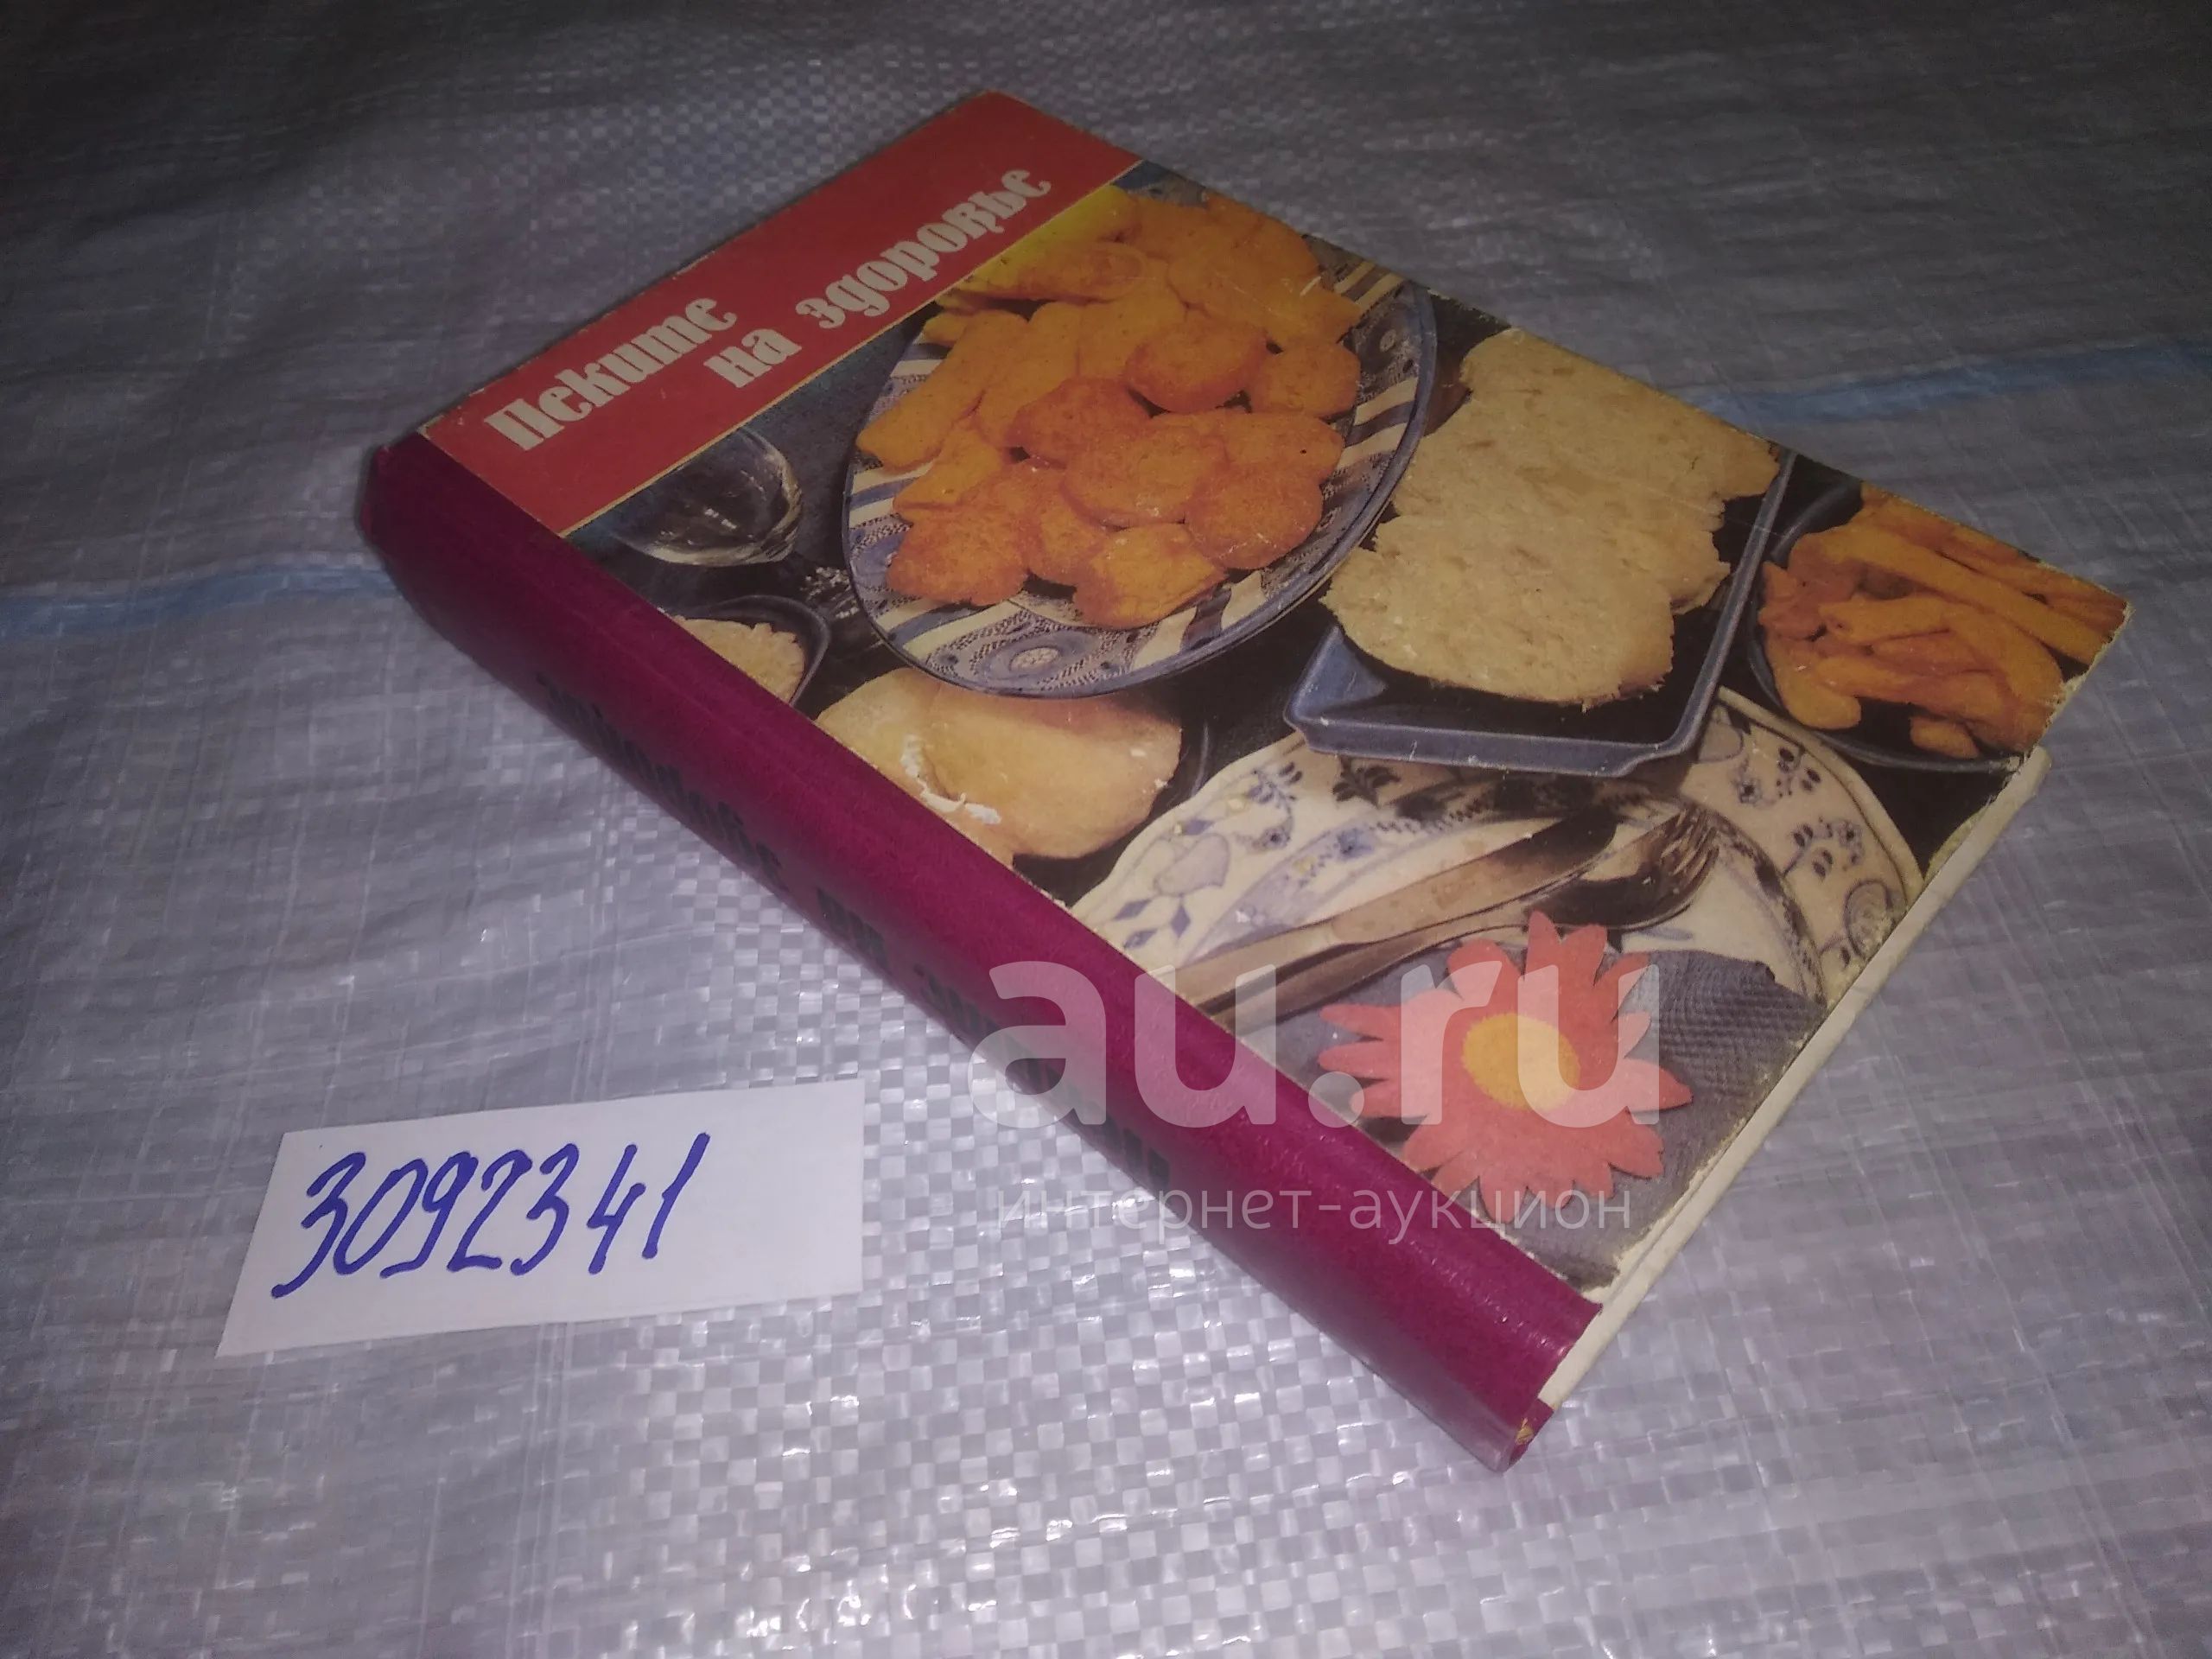 Пеките
на здоровье
au.ru
интернет-аукцион
3092341